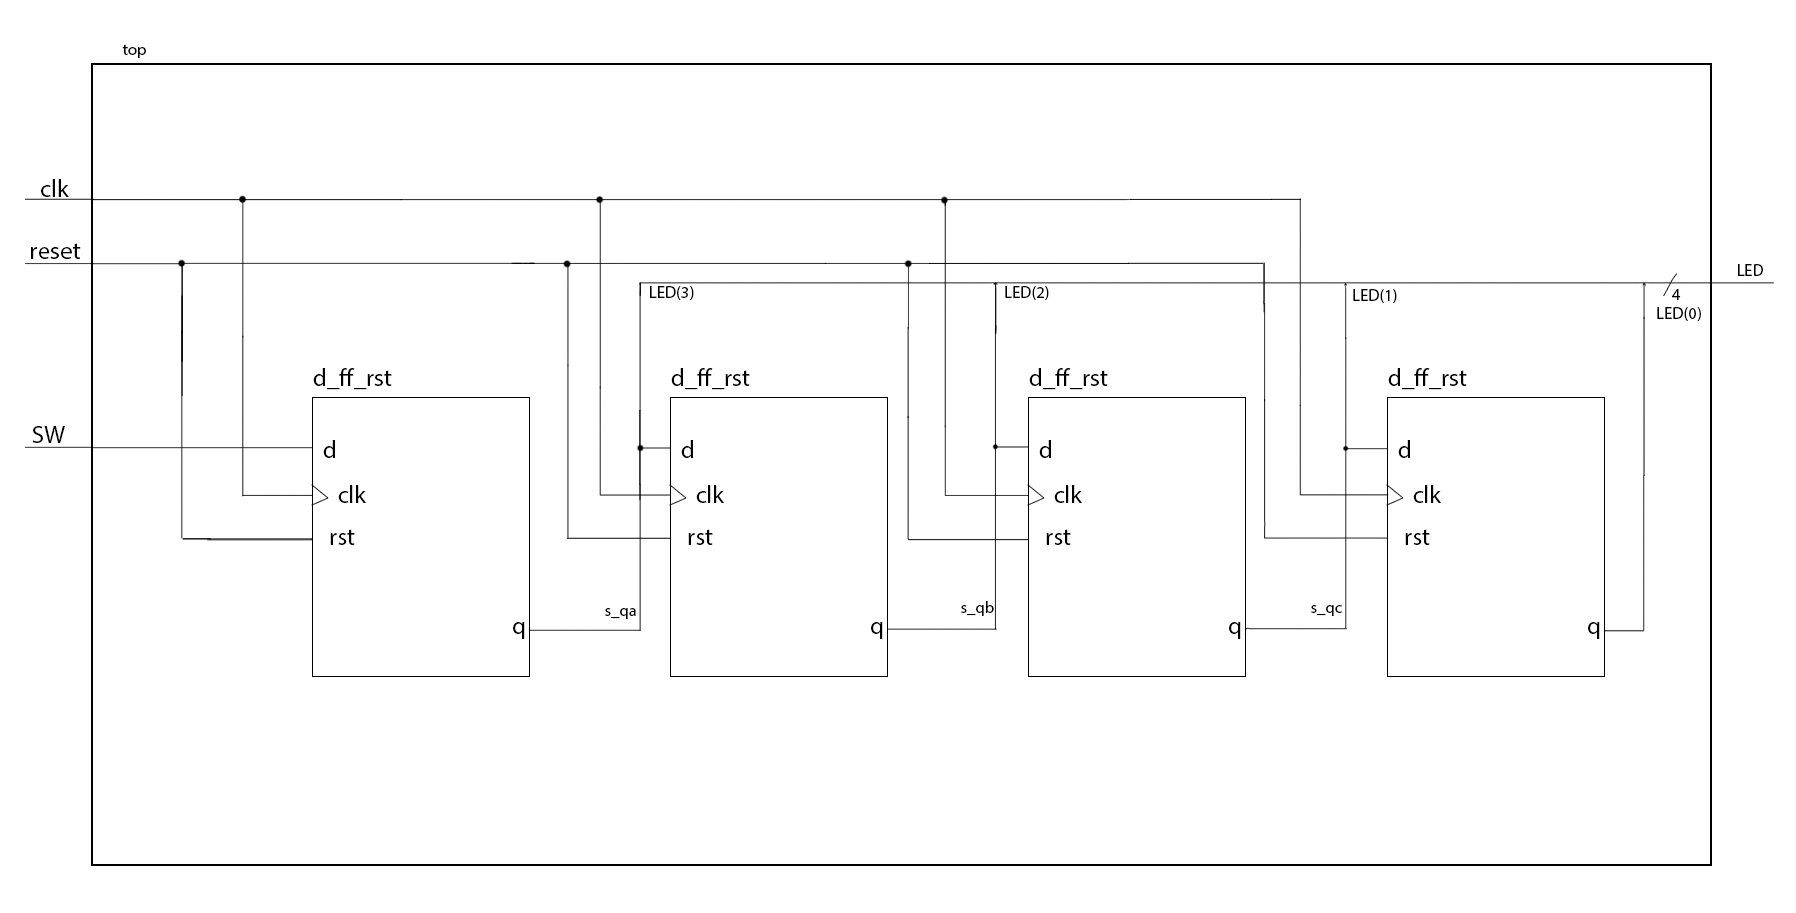 top
clk
reset
LED
LED(3)
LED(2)
LED(1)
4
LED(0)
d_ff_rst
d_ff_rst
d_ff_rst
d_ff_rst
SW
d
d
d
d
clk
clk
clk
clk
rst
rst
rst
rst
s_qa
s_qb
s_qc
q
q
q
q